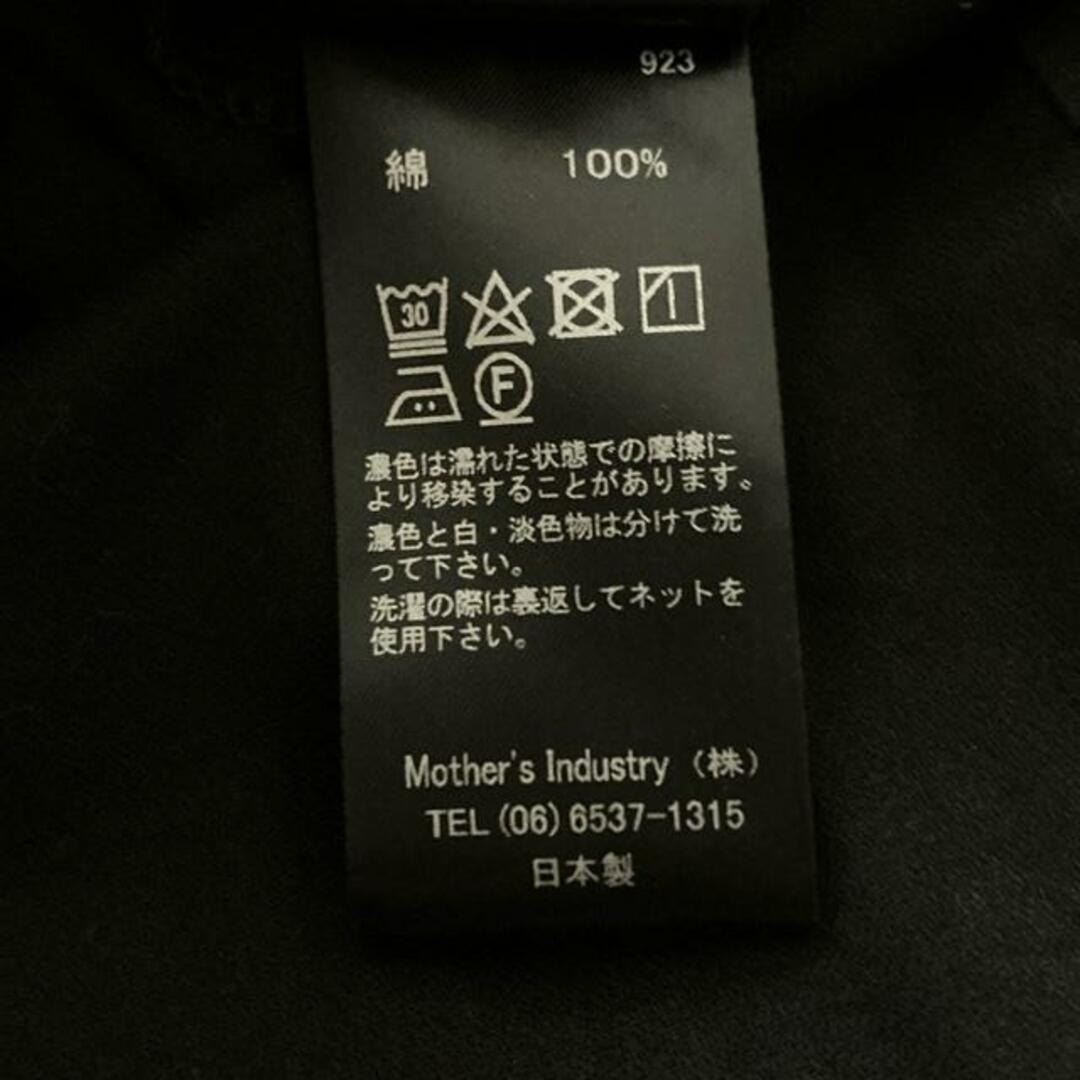 923
綿 100%
30
F
濃色は濡れた状態での摩擦に
より移染することがあります。
濃色と白・淡色物は分けて洗
って下さい。
洗濯の際は裏返してネットを
使用下さい。
Mother's Industry (株)
TEL (06) 6537-1315
日本製